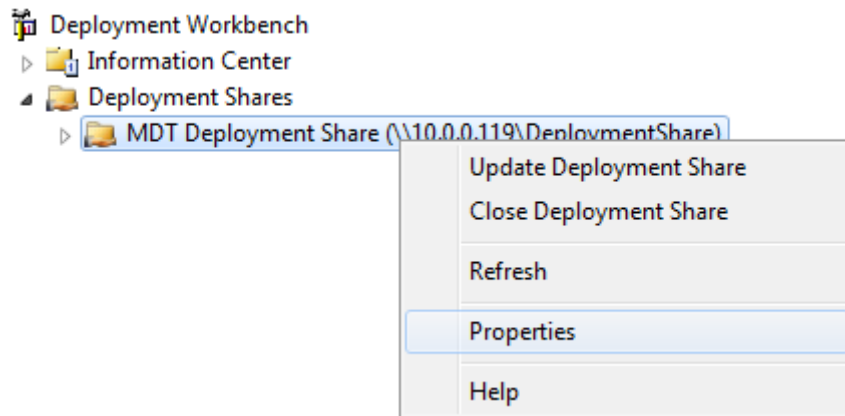 Deployment Workbench
Information Center
Deployment Shares
MDT Deployment Share (\\10.0.0.119\DeploymentShare)
Update Deployment Share
Close Deployment Share
Refresh
Properties
Help